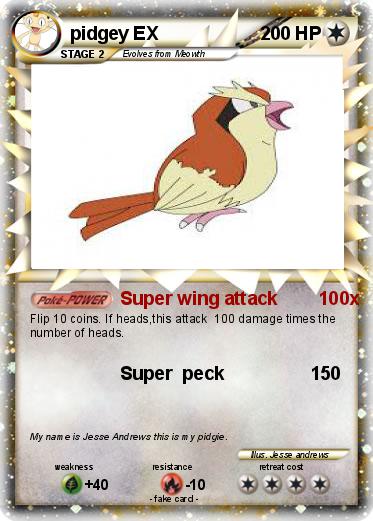 pidgey EX 200 HP
STAGE 2 Evolves from Meowth
Poké-POWER Super wing attack 100x
Flip 10 coins. If heads,this attack 100 damage times the
number of heads.
Super peck 150
My name is Jesse Andrews this is my pidgie.
Illus. Jesse andrews
weakness resistance retreat cost
+40 -10
- fake card -